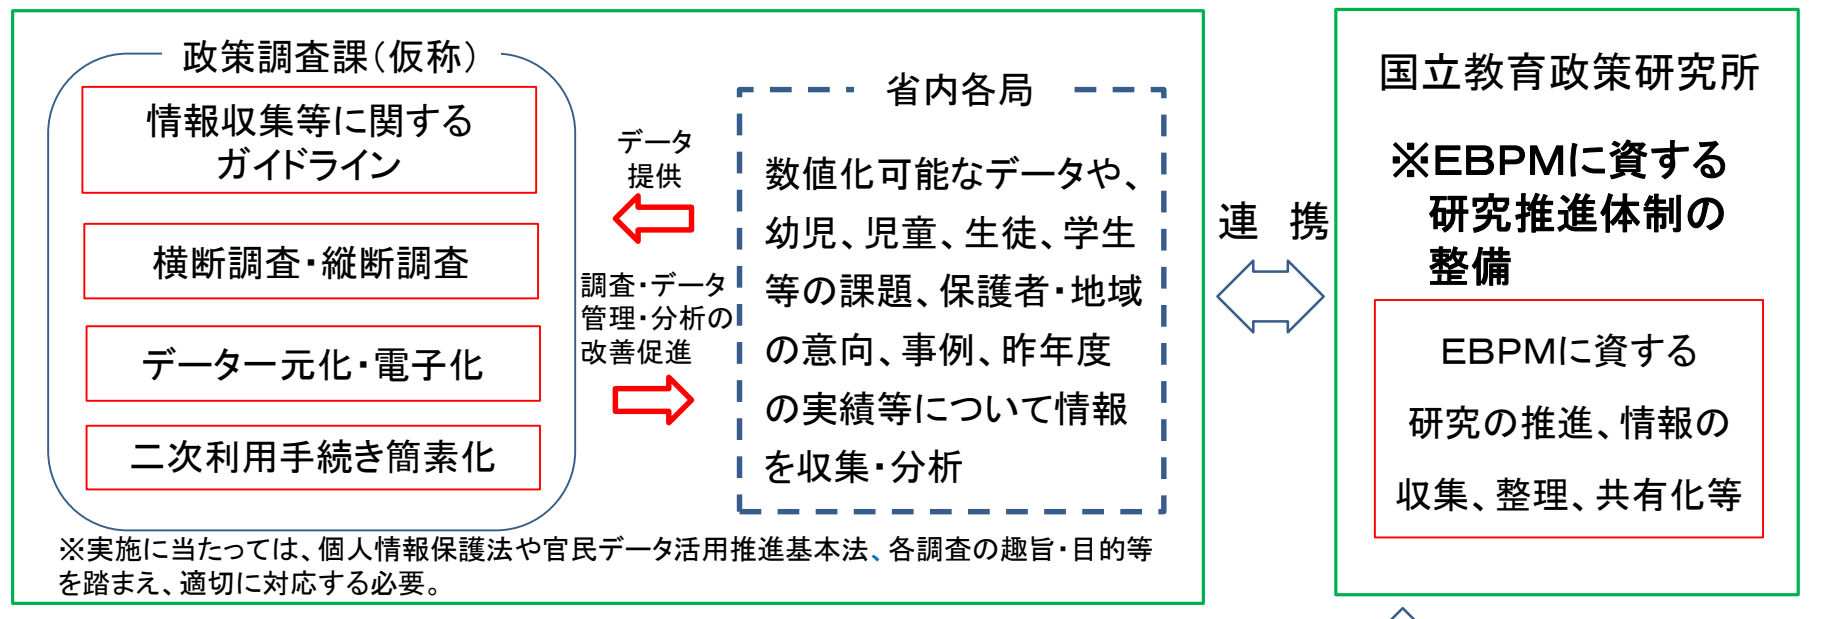 政策調査課（仮称）
情報収集等に関する
ガイドライン
横断調査・縦断調査
データ一元化・電子化
二次利用手続き簡素化
データ
提供
調査・データ
管理・分析の
改善促進
省内各局
数値化可能なデータや、
幼児、児童、生徒、学生
等の課題、保護者・地域
の意向、事例、昨年度
の実績等について情報
を収集・分析
※実施に当たっては、個人情報保護法や官民データ活用推進基本法、各調査の趣旨・目的等
を踏まえ、適切に対応する必要。
連　携
国立教育政策研究所
※ＥＢＰＭに資する
研究推進体制の
整備
ＥＢＰＭに資する
研究の推進、情報の
収集、整理、共有化等